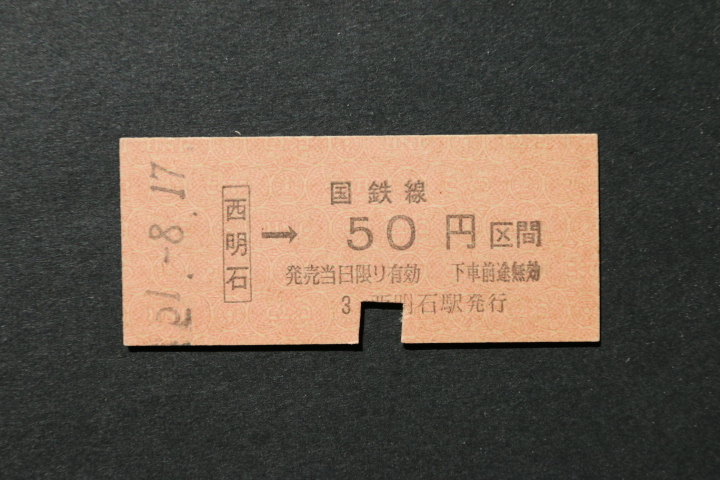 51.-8.17
西明石
→
国鉄線
50円区間
発売当日限り有効 下車前途無効
3 西明石駅発行